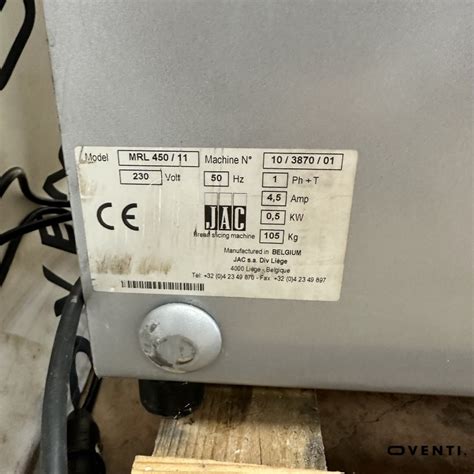 Model MRL 450 / 11 Machine N° 10 / 3870 / 01
230 Volt 50 Hz 1 Ph + T
4,5 Amp
CE JAC 0,5 KW
Bread slicing machine 105 Kg
Manufactured in BELGIUM
JAC s.a. Div Liège
4000 Liège - Belgique
Tel: +32 (0)4 23 49 870 - Fax: +32 (0)4 23 49 897
OVENTI.